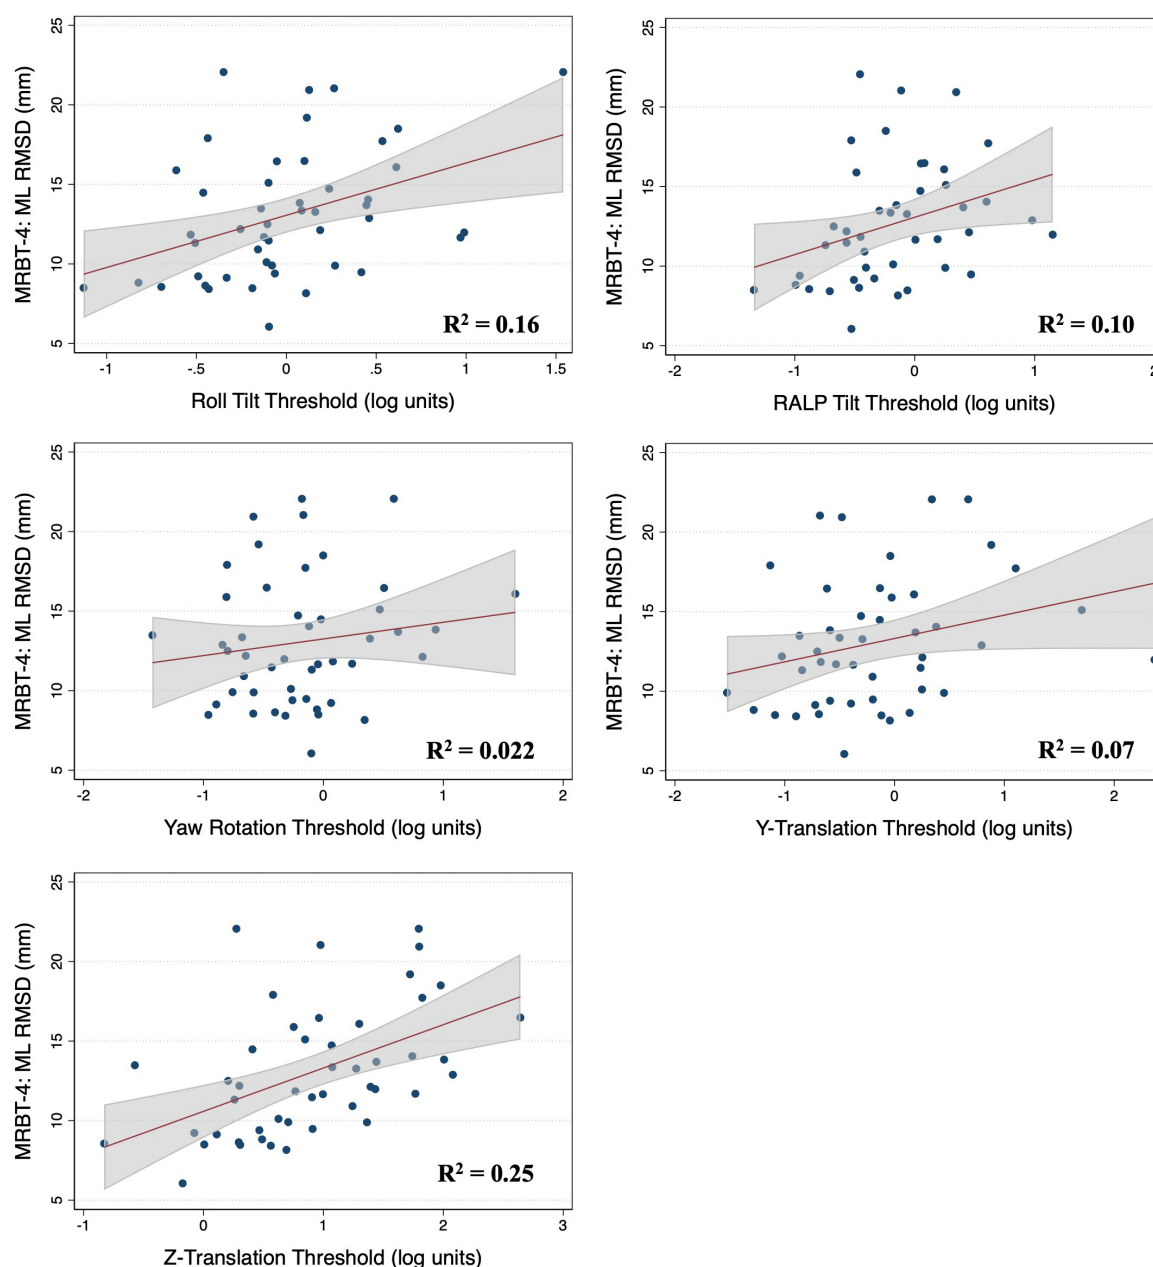 25
20
15
10
5
MRBT-4: ML RMSD (mm)
R² = 0.16
-1 -.5 0 .5 1 1.5
Roll Tilt Threshold (log units)
25
20
15
10
5
MRBT-4: ML RMSD (mm)
R² = 0.10
-2 -1 0 1 2
RALP Tilt Threshold (log units)
25
20
15
10
5
MRBT-4: ML RMSD (mm)
R² = 0.022
-2 -1 0 1 2
Yaw Rotation Threshold (log units)
25
20
15
10
5
MRBT-4: ML RMSD (mm)
R² = 0.07
-2 -1 0 1 2
Y-Translation Threshold (log units)
25
20
15
10
5
MRBT-4: ML RMSD (mm)
R² = 0.25
-1 0 1 2 3
Z-Translation Threshold (log units)